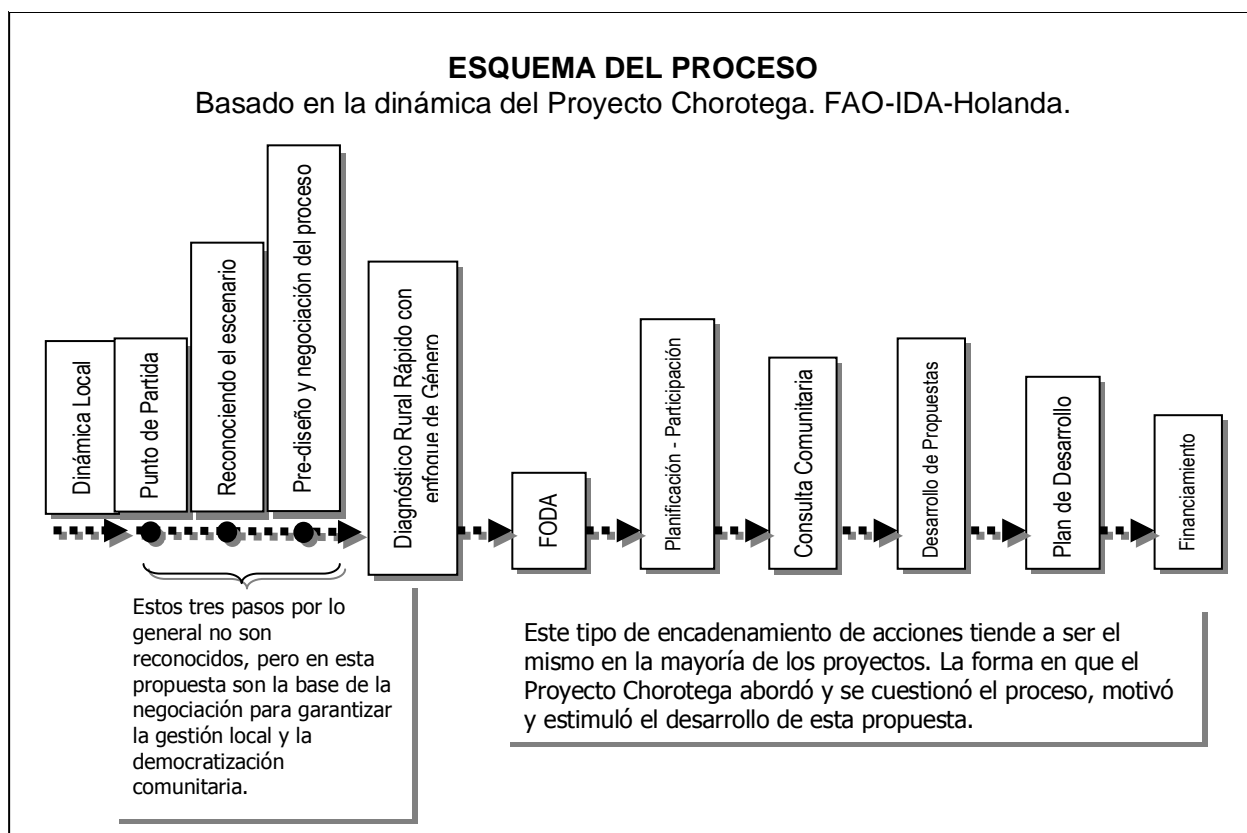 ESQUEMA DEL PROCESO
Basado en la dinámica del Proyecto Chorotega. FAO-IDA-Holanda.
Dinámica Local
Punto de Partida
Reconociendo el escenario
Pre-diseño y negociación del proceso
Diagnóstico Rural Rápido con
enfoque de Género
FODA
Planificación - Participación
Consulta Comunitaria
Desarrollo de Propuestas
Plan de Desarrollo
Financiamiento
Estos tres pasos por lo
general no son
reconocidos, pero en esta
propuesta son la base de la
negociación para garantizar
la gestión local y la
democratización
comunitaria.
Este tipo de encadenamiento de acciones tiende a ser el
mismo en la mayoría de los proyectos. La forma en que el
Proyecto Chorotega abordó y se cuestionó el proceso, motivó
y estimuló el desarrollo de esta propuesta.